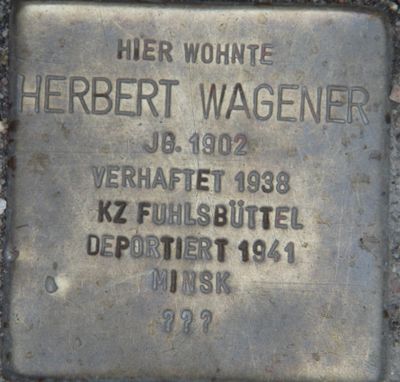 HIER WOHNTE
HERBERT WAGENER
JG. 1902
VERHAFTET 1938
KZ FUHLSBÜTTEL
DEPORTIERT 1941
MINSK
???